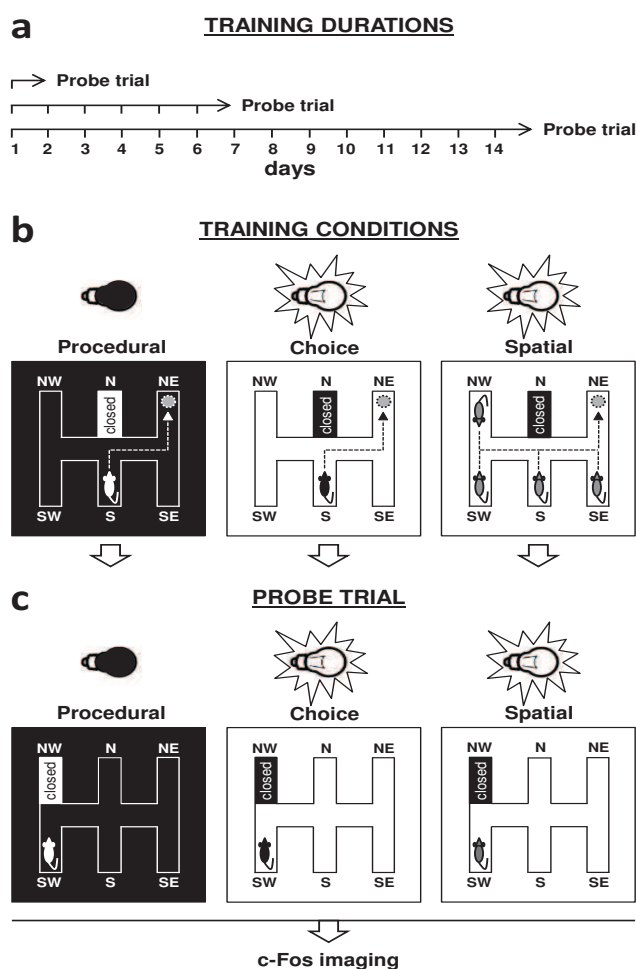 a TRAINING DURATIONS
Probe trial
Probe trial
Probe trial
1 2 3 4 5 6 7 8 9 10 11 12 13 14
days
b TRAINING CONDITIONS
Procedural Choice Spatial
NW N NE NW N NE NW N NE
closed closed closed
SW S SE SW S SE SW S SE
c PROBE TRIAL
Procedural Choice Spatial
NW N NE NW N NE NW N NE
closed closed closed
SW S SE SW S SE SW S SE
c-Fos imaging